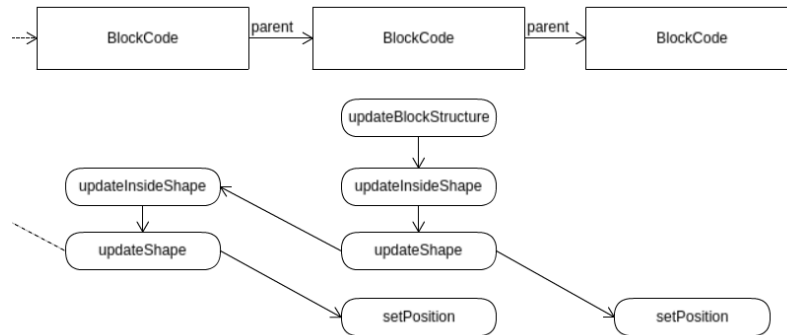 BlockCode parent BlockCode parent BlockCode
updateBlockStructure
updateInsideShape updateInsideShape
updateShape updateShape
setPosition setPosition